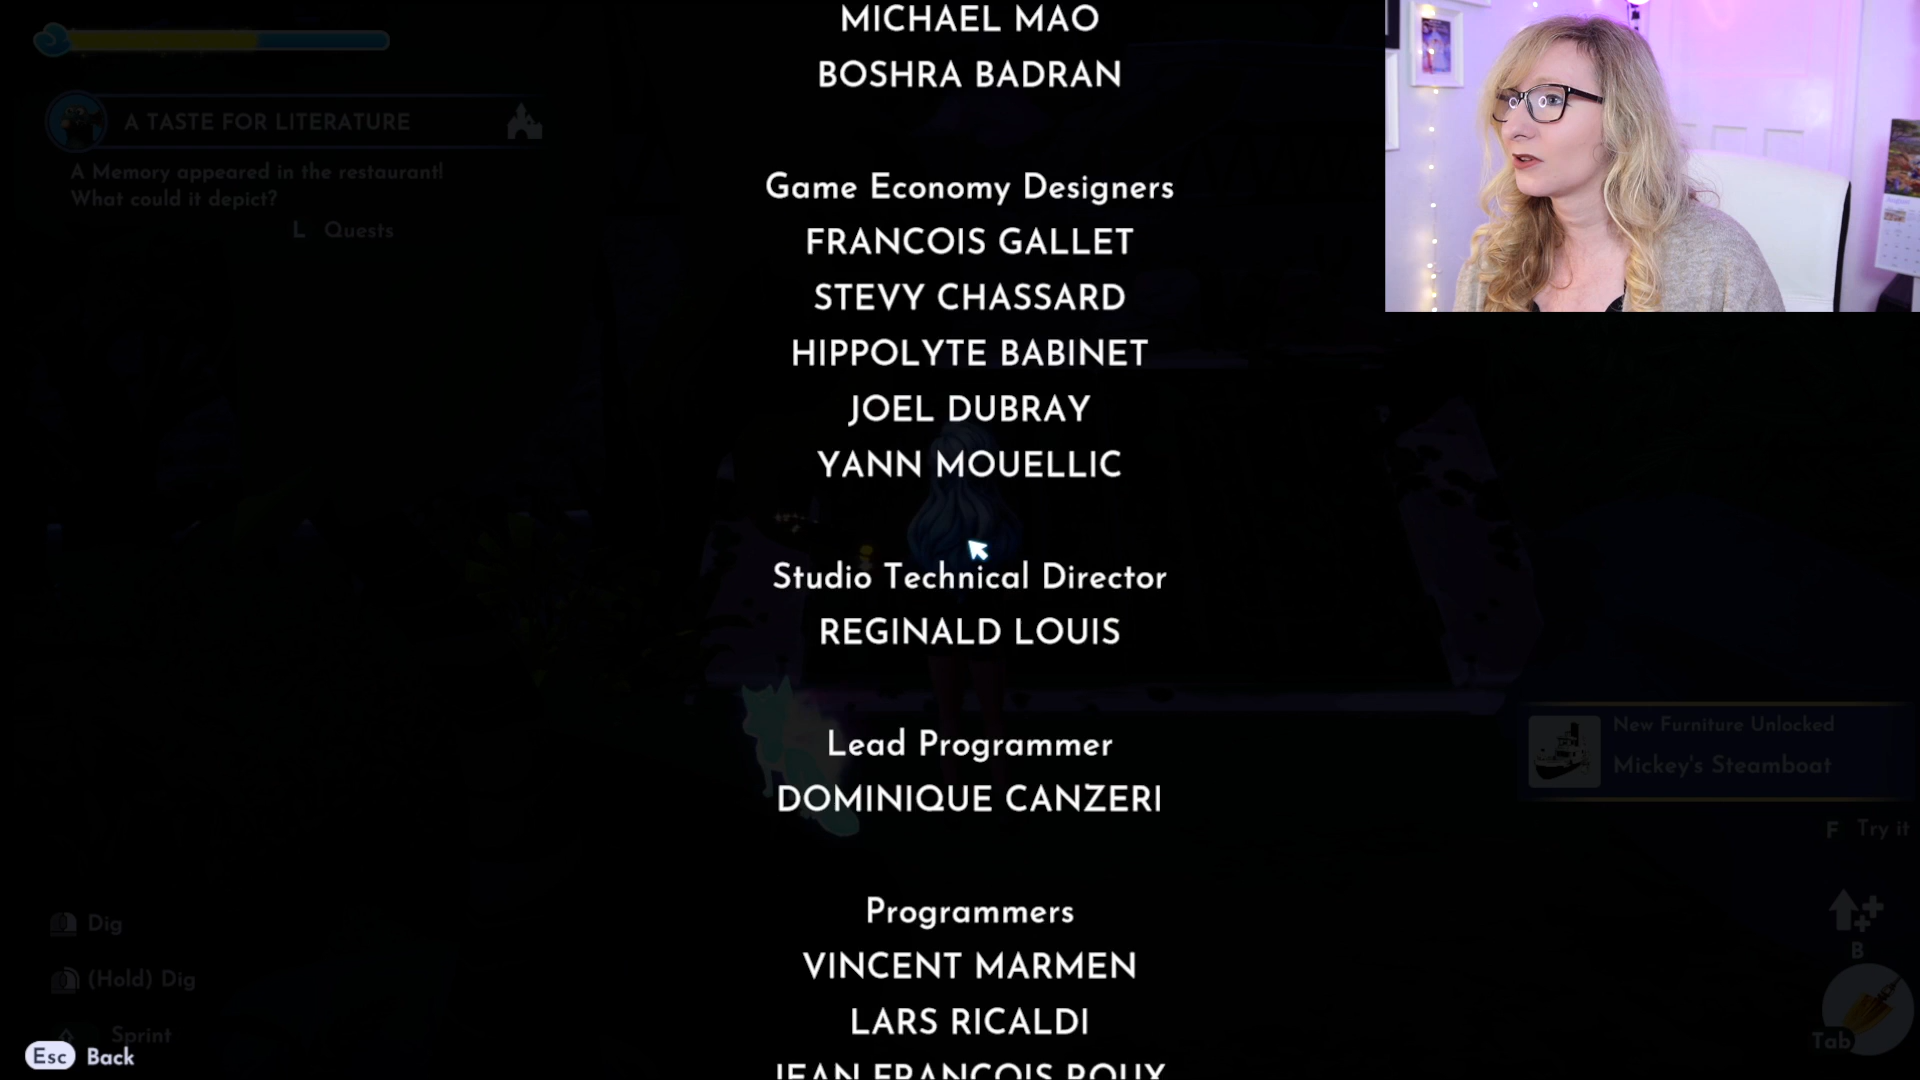 MICHAEL MAO
BOSHRA BADRAN
A TASTE FOR LITERATURE
A Memory appeared in the restaurant!
What could it depict?
L Quests
Game Economy Designers
FRANCOIS GALLET
STEVY CHASSARD
HIPPOLYTE BABINET
JOEL DUBRAY
YANN MOUELLIC
Studio Technical Director
REGINALD LOUIS
Lead Programmer
DOMINIQUE CANZERI
Programmers
VINCENT MARMEN
LARS RICALDI
JEAN FRANCOIS ROUX
New Furniture Unlocked
Mickey's Steamboat
F Try it
B
Tab
Dig
(Hold) Dig
Sprint
Esc Back